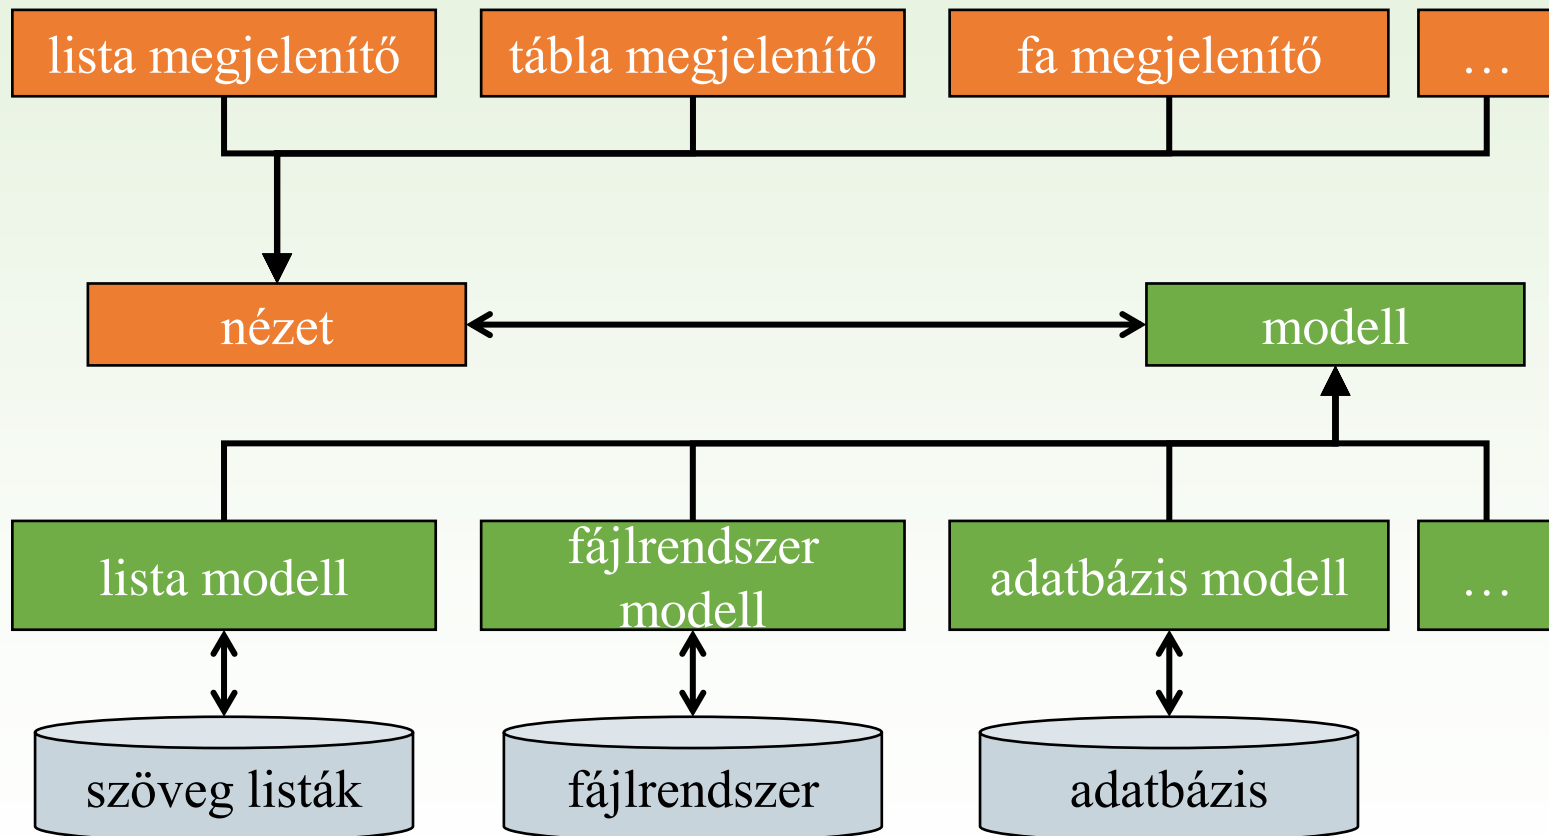 lista megjelenítő
tábla megjelenítő
fa megjelenítő
…
nézet
modell
lista modell
fájlrendszer
modell
adatbázis modell
…
szöveg listák
fájlrendszer
adatbázis